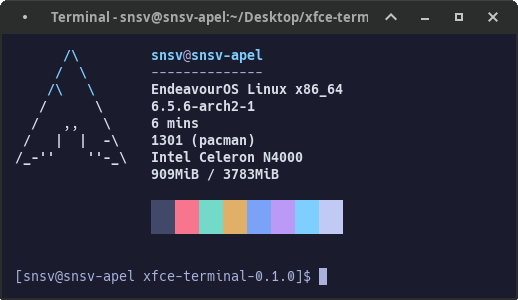 Terminal - snsv@snsv-apel:~/Desktop/xfce-term
snsv@snsv-apel
--------------
EndeavourOS Linux x86_64
6.5.6-arch2-1
6 mins
1301 (pacman)
Intel Celeron N4000
909MiB / 3783MiB
[snsv@snsv-apel xfce-terminal-0.1.0]$